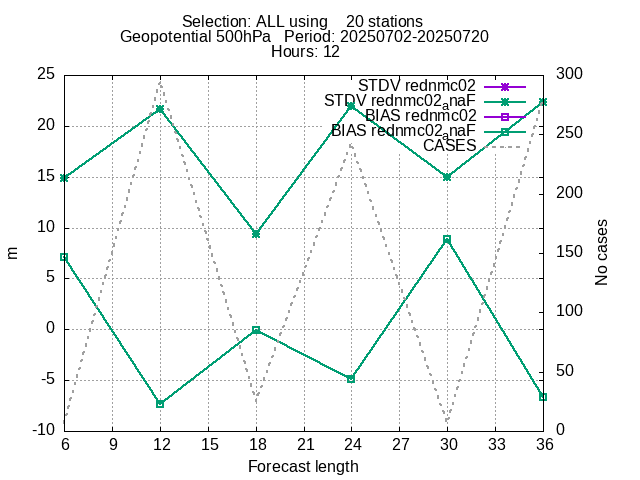 Selection: ALL using    20 stations
Geopotential 500hPa   Period: 20250702-20250720
Hours: 12
25
20
15
10
5
0
-5
-10
m
300
250
200
150
100
50
0
No cases
STDV rednmc02
STDV rednmc02anaF
BIAS rednmc02
BIAS rednmc02anaF
CASES
6 9 12 15 18 21 24 27 30 33 36
Forecast length